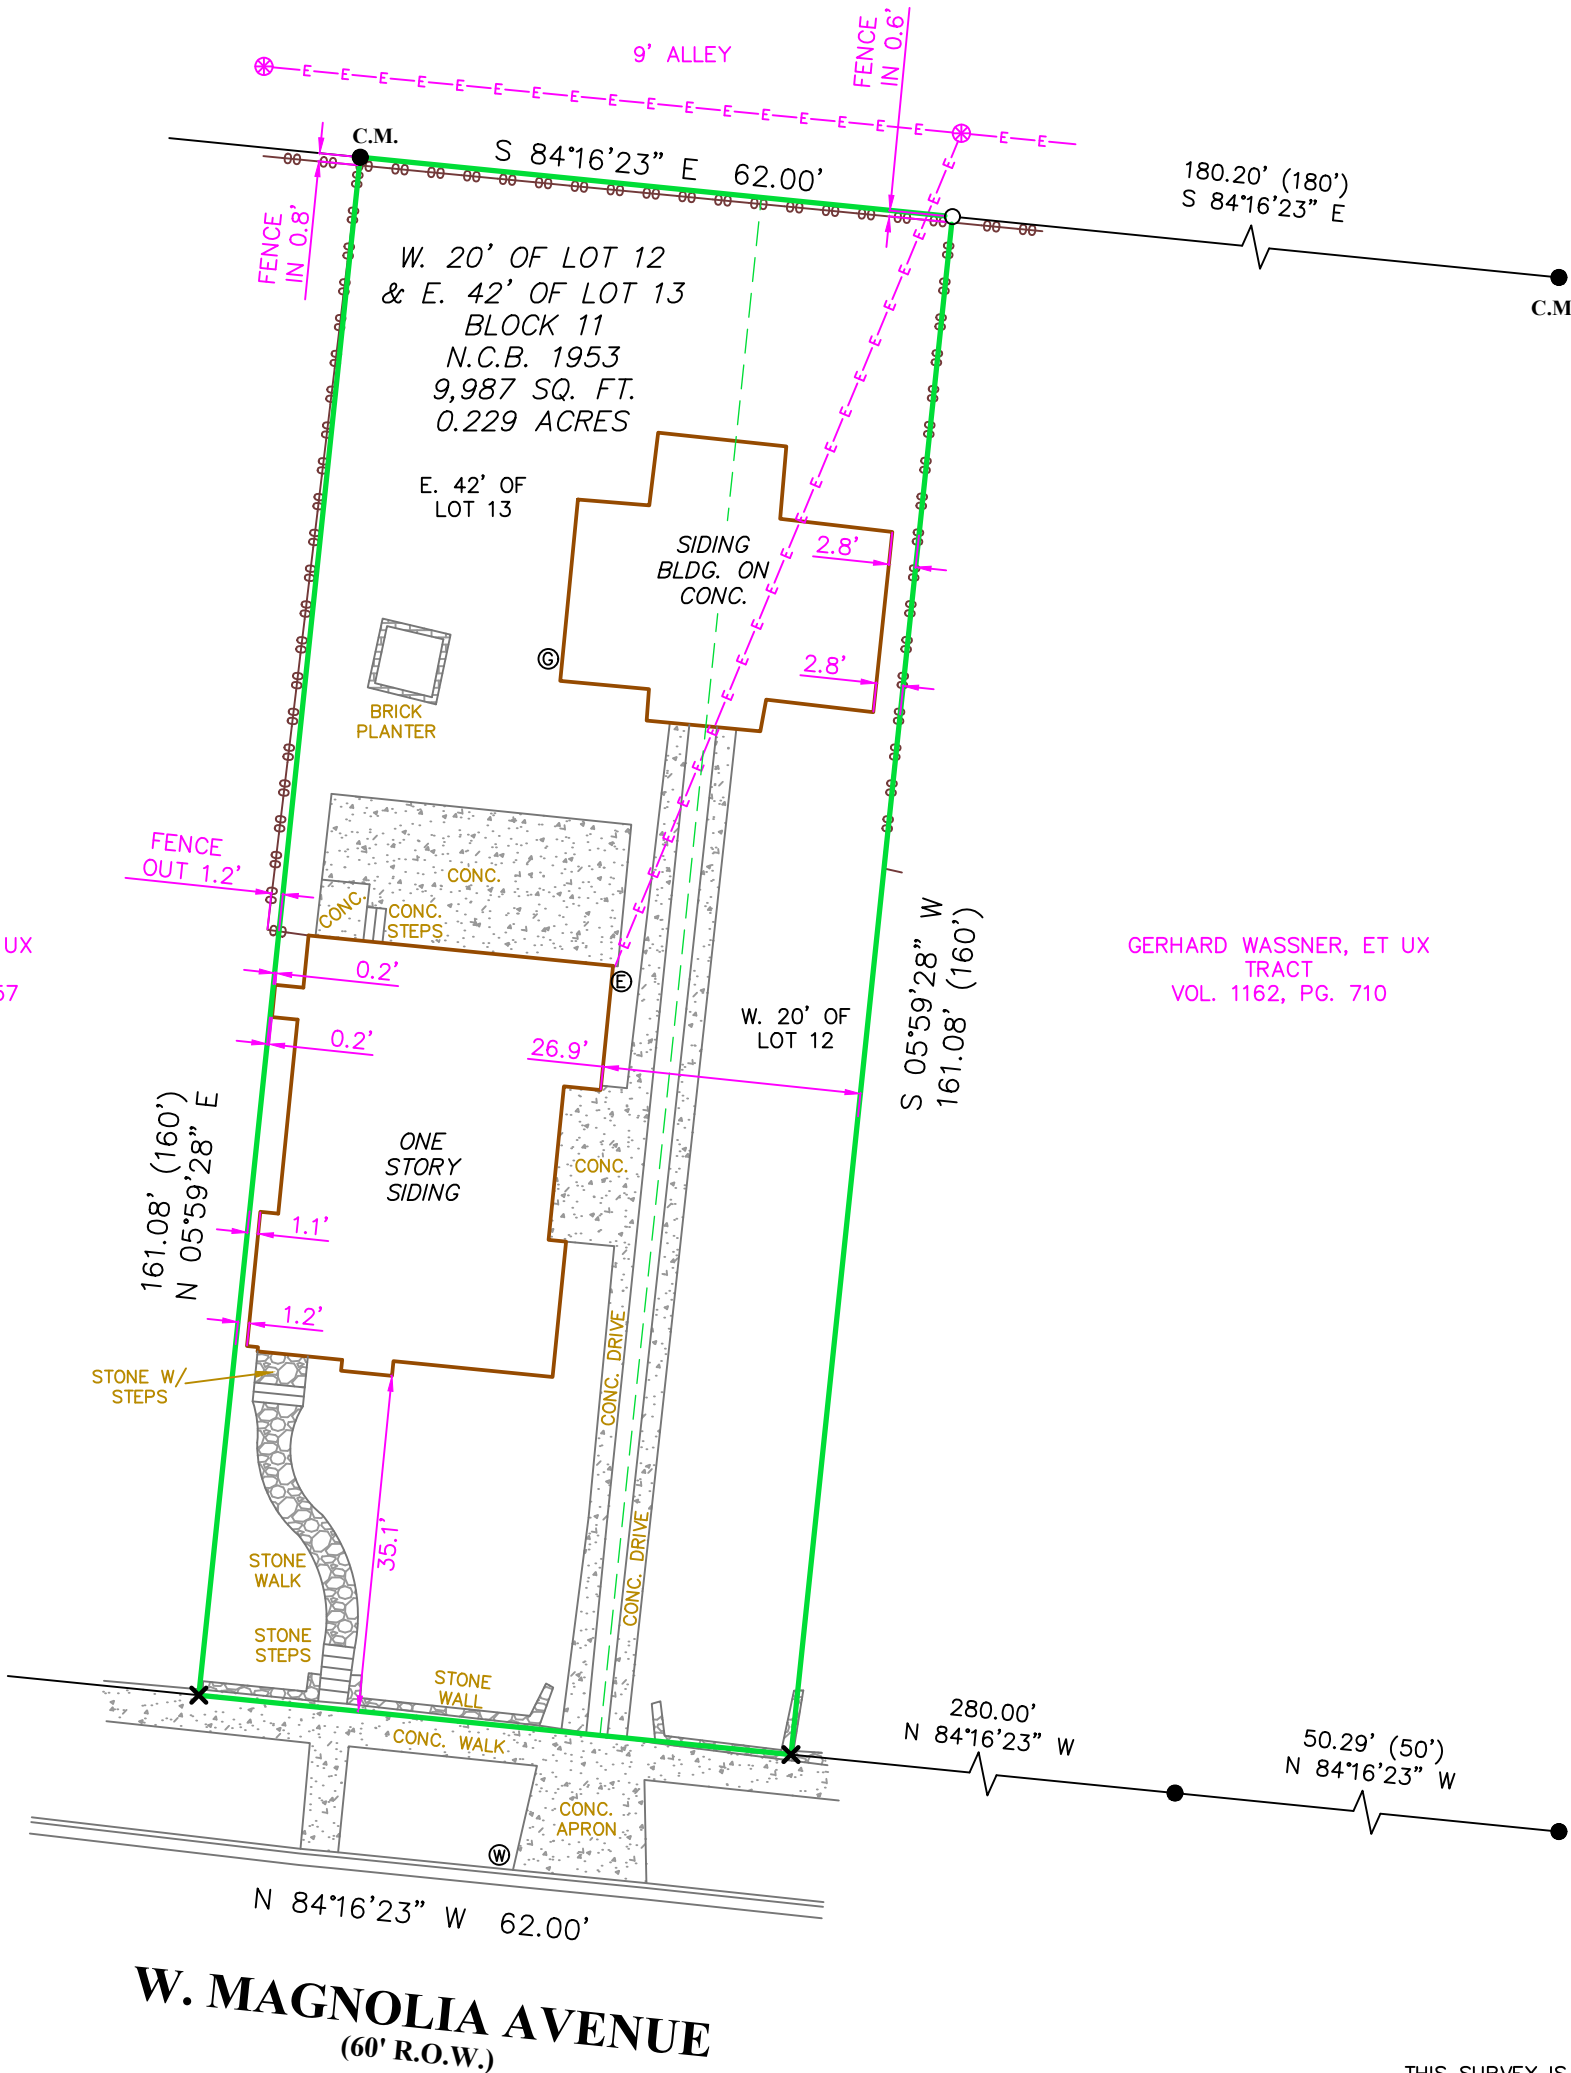 9' ALLEY
FENCE
IN 0.6'
C.M.
S 84°16'23" E 62.00'
180.20' (180')
S 84°16'23" E
C.M
FENCE
IN 0.8'
W. 20' OF LOT 12
& E. 42' OF LOT 13
BLOCK 11
N.C.B. 1953
9,987 SQ. FT.
0.229 ACRES
E. 42' OF
LOT 13
SIDING
BLDG. ON
CONC.
2.8'
2.8'
G
BRICK
PLANTER
FENCE
OUT 1.2'
CONC.
CONC.
CONC.
STEPS
UX
57
0.2'
0.2'
E
26.9'
W. 20' OF
LOT 12
S 05°59'28" W
161.08' (160')
GERHARD WASSNER, ET UX
TRACT
VOL. 1162, PG. 710
161.08' (160')
N 05°59'28" E
ONE
STORY
SIDING
CONC.
1.1'
1.2'
STONE W/
STEPS
CONC. DRIVE
CONC. DRIVE
35.1'
STONE
WALK
STONE
STEPS
STONE
WALL
CONC. WALK
280.00'
N 84°16'23" W
50.29' (50')
N 84°16'23" W
CONC.
APRON
W
N 84°16'23" W 62.00'
W. MAGNOLIA AVENUE
(60' R.O.W.)
THIS SURVEY IS
E E E E E E E E E E E E E E E E E E E E